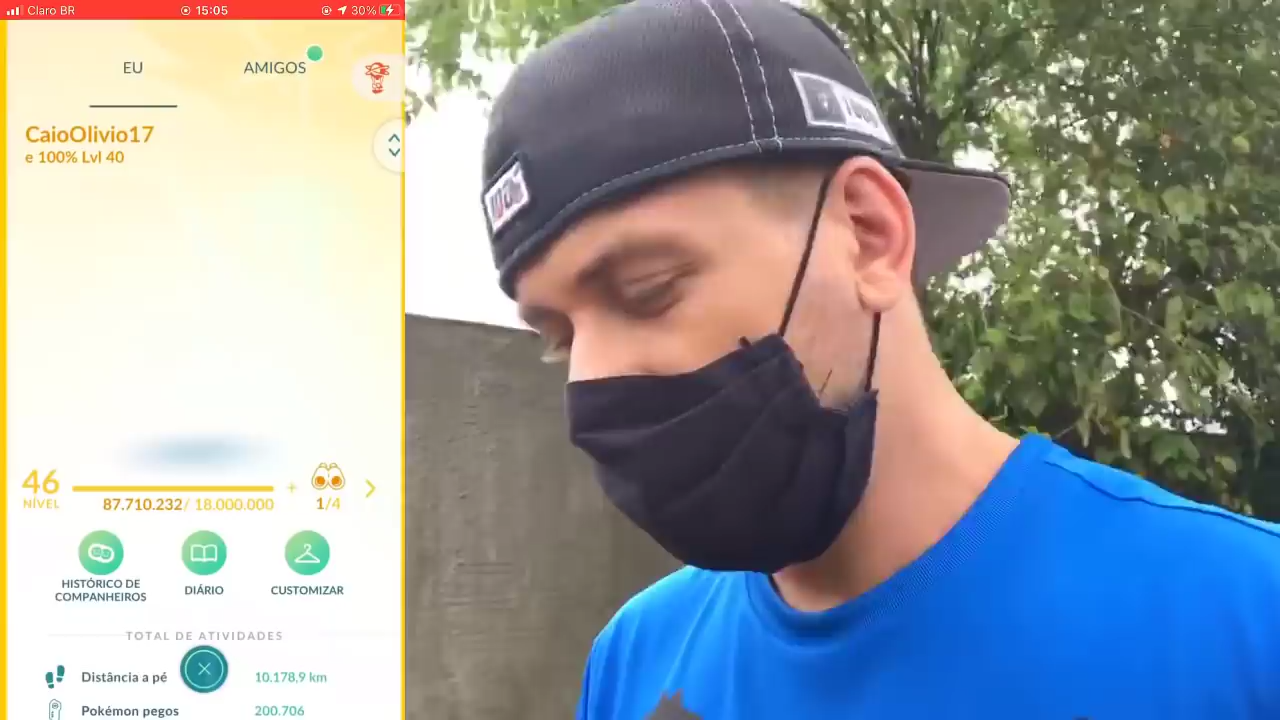 Claro BR
15:05
30%
EU
AMIGOS
CaioOlivio17
e 100% Lvl 40
46
NÍVEL
87.710.232/ 18.000.000
+
1/4
HISTÓRICO DE
COMPANHEIROS
DIÁRIO
CUSTOMIZAR
TOTAL DE ATIVIDADES
Distância a pé
10.178,9 km
Pokémon pegos
200.706